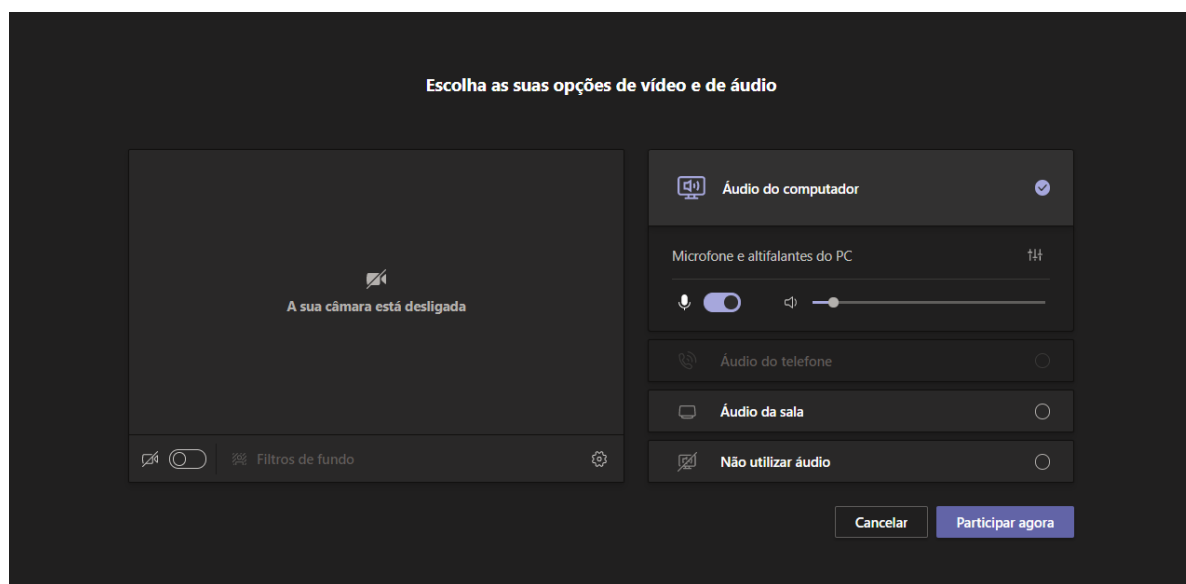 Escolha as suas opções de vídeo e de áudio
A sua câmara está desligada
Filtros de fundo
Áudio do computador
Microfone e altifalantes do PC
Áudio do telefone
Áudio da sala
Não utilizar áudio
Cancelar
Participar agora